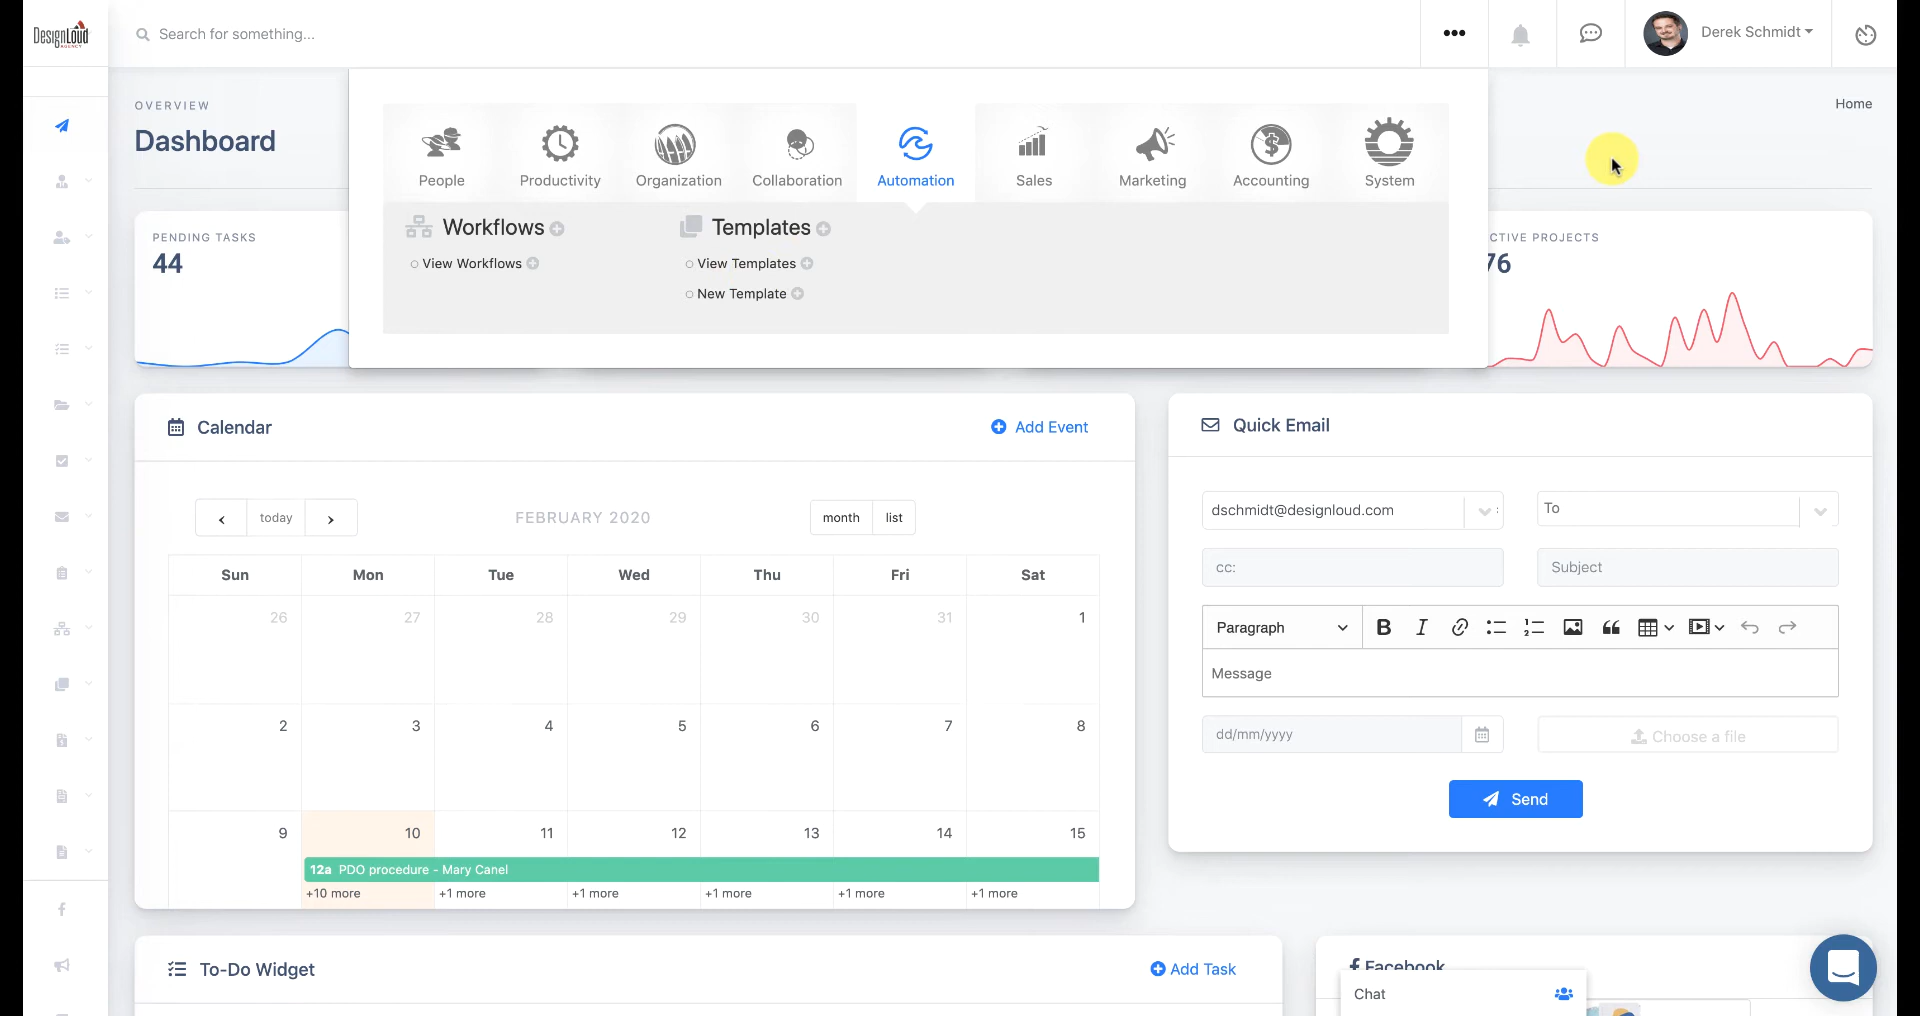 DesignLoud
AGENCY
Search for something...
Derek Schmidt
OVERVIEW
Dashboard
Home
People
Productivity
Organization
Collaboration
Automation
Sales
Marketing
Accounting
System
Workflows
View Workflows
Templates
View Templates
New Template
PENDING TASKS
44
CTIVE PROJECTS
76
Calendar
Add Event
today
FEBRUARY 2020
month
list
Sun Mon Tue Wed Thu Fri Sat
26 27 28 29 30 31 1
2 3 4 5 6 7 8
9 10 11 12 13 14 15
12a PDO procedure - Mary Canel
+10 more +1 more +1 more +1 more +1 more +1 more
Quick Email
dschmidt@designloud.com
To
cc:
Subject
Paragraph
Message
dd/mm/yyyy
Choose a file
Send
To-Do Widget
Add Task
Facebook
Chat